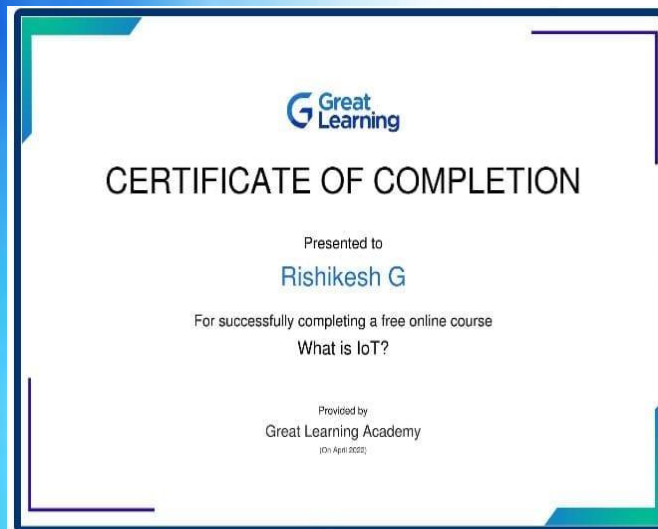 Great
Learning
CERTIFICATE OF COMPLETION
Presented to
Rishikesh G
For successfully completing a free online course
What is IoT?
Provided by
Great Learning Academy
(On April 2022)